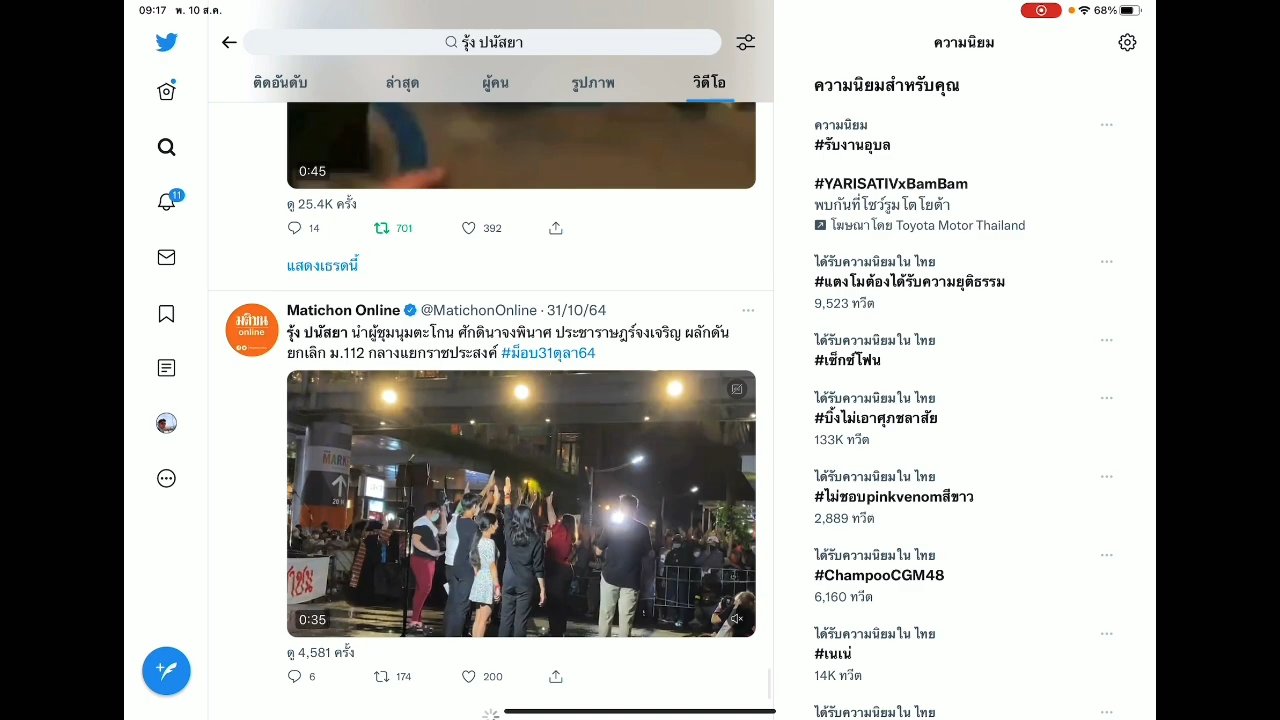 09:17 พ. 10 ส.ค.
68%
รุ้ง ปนัสยา
ติดอันดับ
ล่าสุด
ผู้คน
รูปภาพ
วิดีโอ
11
0:45
ดู 25.4K ครั้ง
14
701
392
แสดงเธรดนี้
มติชน
online
Matichon Online @MatichonOnline · 31/10/64
รุ้ง ปนัสยา นำผู้ชุมนุมตะโกน ศักดินาจงพินาศ ประชาราษฎร์จงเจริญ ผลักดัน
ยกเลิก ม.112 กลางแยกราชประสงค์ #ม็อบ31ตุลา64
MARKE
0:35
ดู 4,581 ครั้ง
6
174
200
ความนิยม
ความนิยมสำหรับคุณ
ความนิยม
#รับงานอุบล
#YARISATIVxBamBam
พบกันที่โชว์รูมโตโยต้า
โฆษณาโดย Toyota Motor Thailand
ได้รับความนิยมใน ไทย
#แตงโมต้องได้รับความยุติธรรม
9,523 ทวีต
ได้รับความนิยมใน ไทย
#เซ็กซ์โฟน
ได้รับความนิยมใน ไทย
#บิ้งไม่เอาศุภชลาสัย
133K ทวีต
ได้รับความนิยมใน ไทย
#ไม่ชอบpinkvenomสีขาว
2,889 ทวีต
ได้รับความนิยมใน ไทย
#ChampooCGM48
6,160 ทวีต
ได้รับความนิยมใน ไทย
#เนเน่
14K ทวีต
ได้รับความนิยมใน ไทย